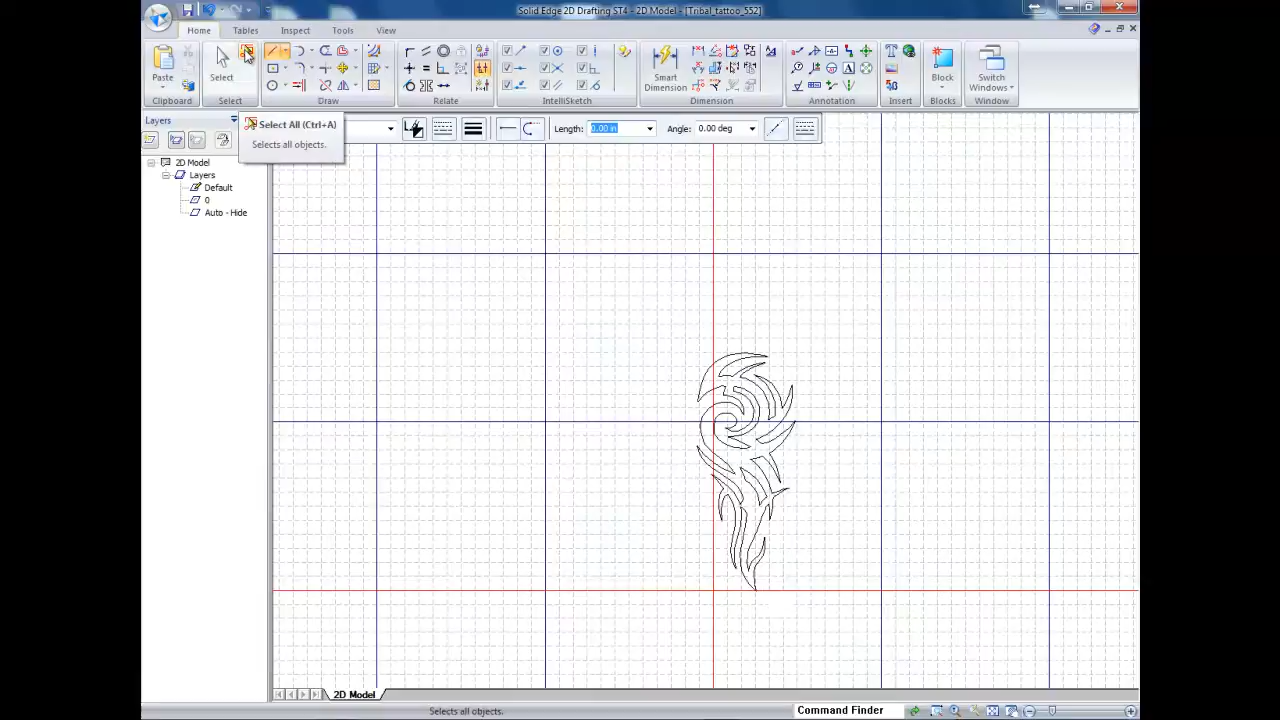 Solid Edge 2D Drafting ST4 - 2D Model - [Tribal_tattoo_552]
Home Tables Inspect Tools View
Paste Select Smart Dimension Block Switch Windows
Clipboard Select Draw Relate IntelliSketch Dimension Annotation Insert Blocks Window
Layers
Select All (Ctrl+A)
Selects all objects.
Length: 0.00 in Angle: 0.00 deg
2D Model
Layers
Default
0
Auto - Hide
2D Model
Selects all objects.
Command Finder